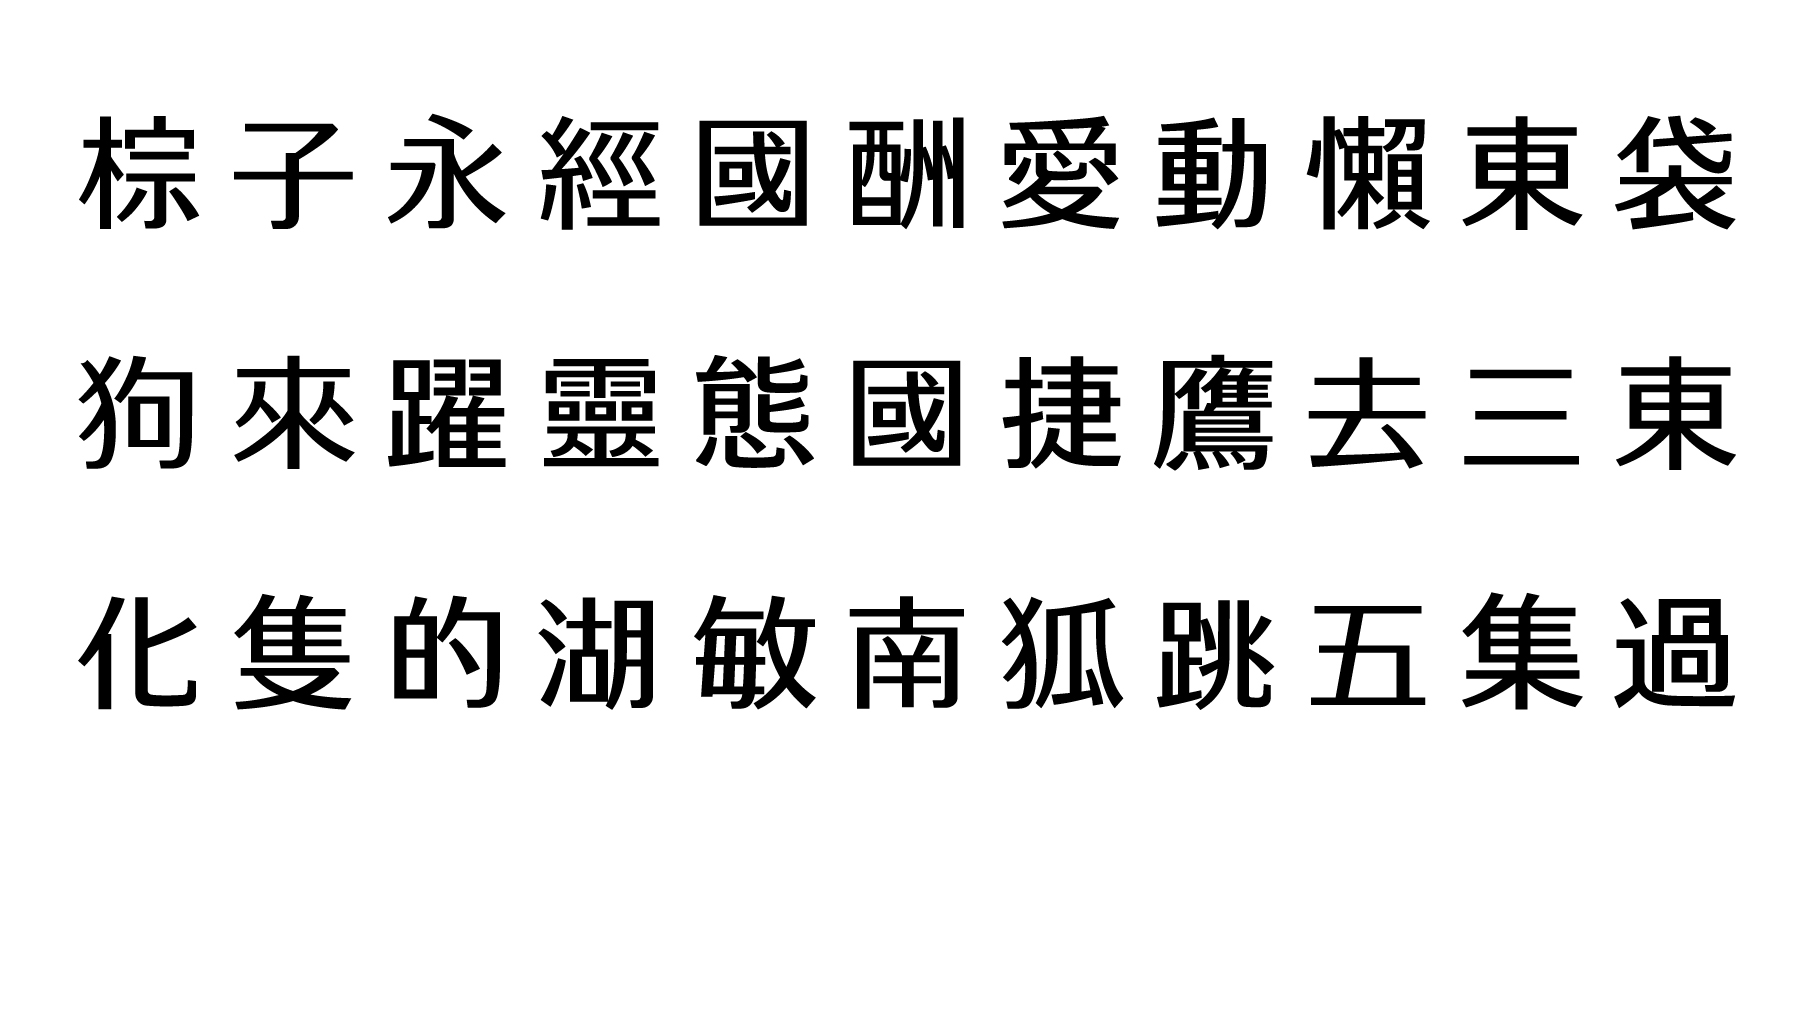 棕子永經國酬愛動懶東袋
狗來躍靈態國捷鷹去三東
化隻的湖敏南狐跳五集過